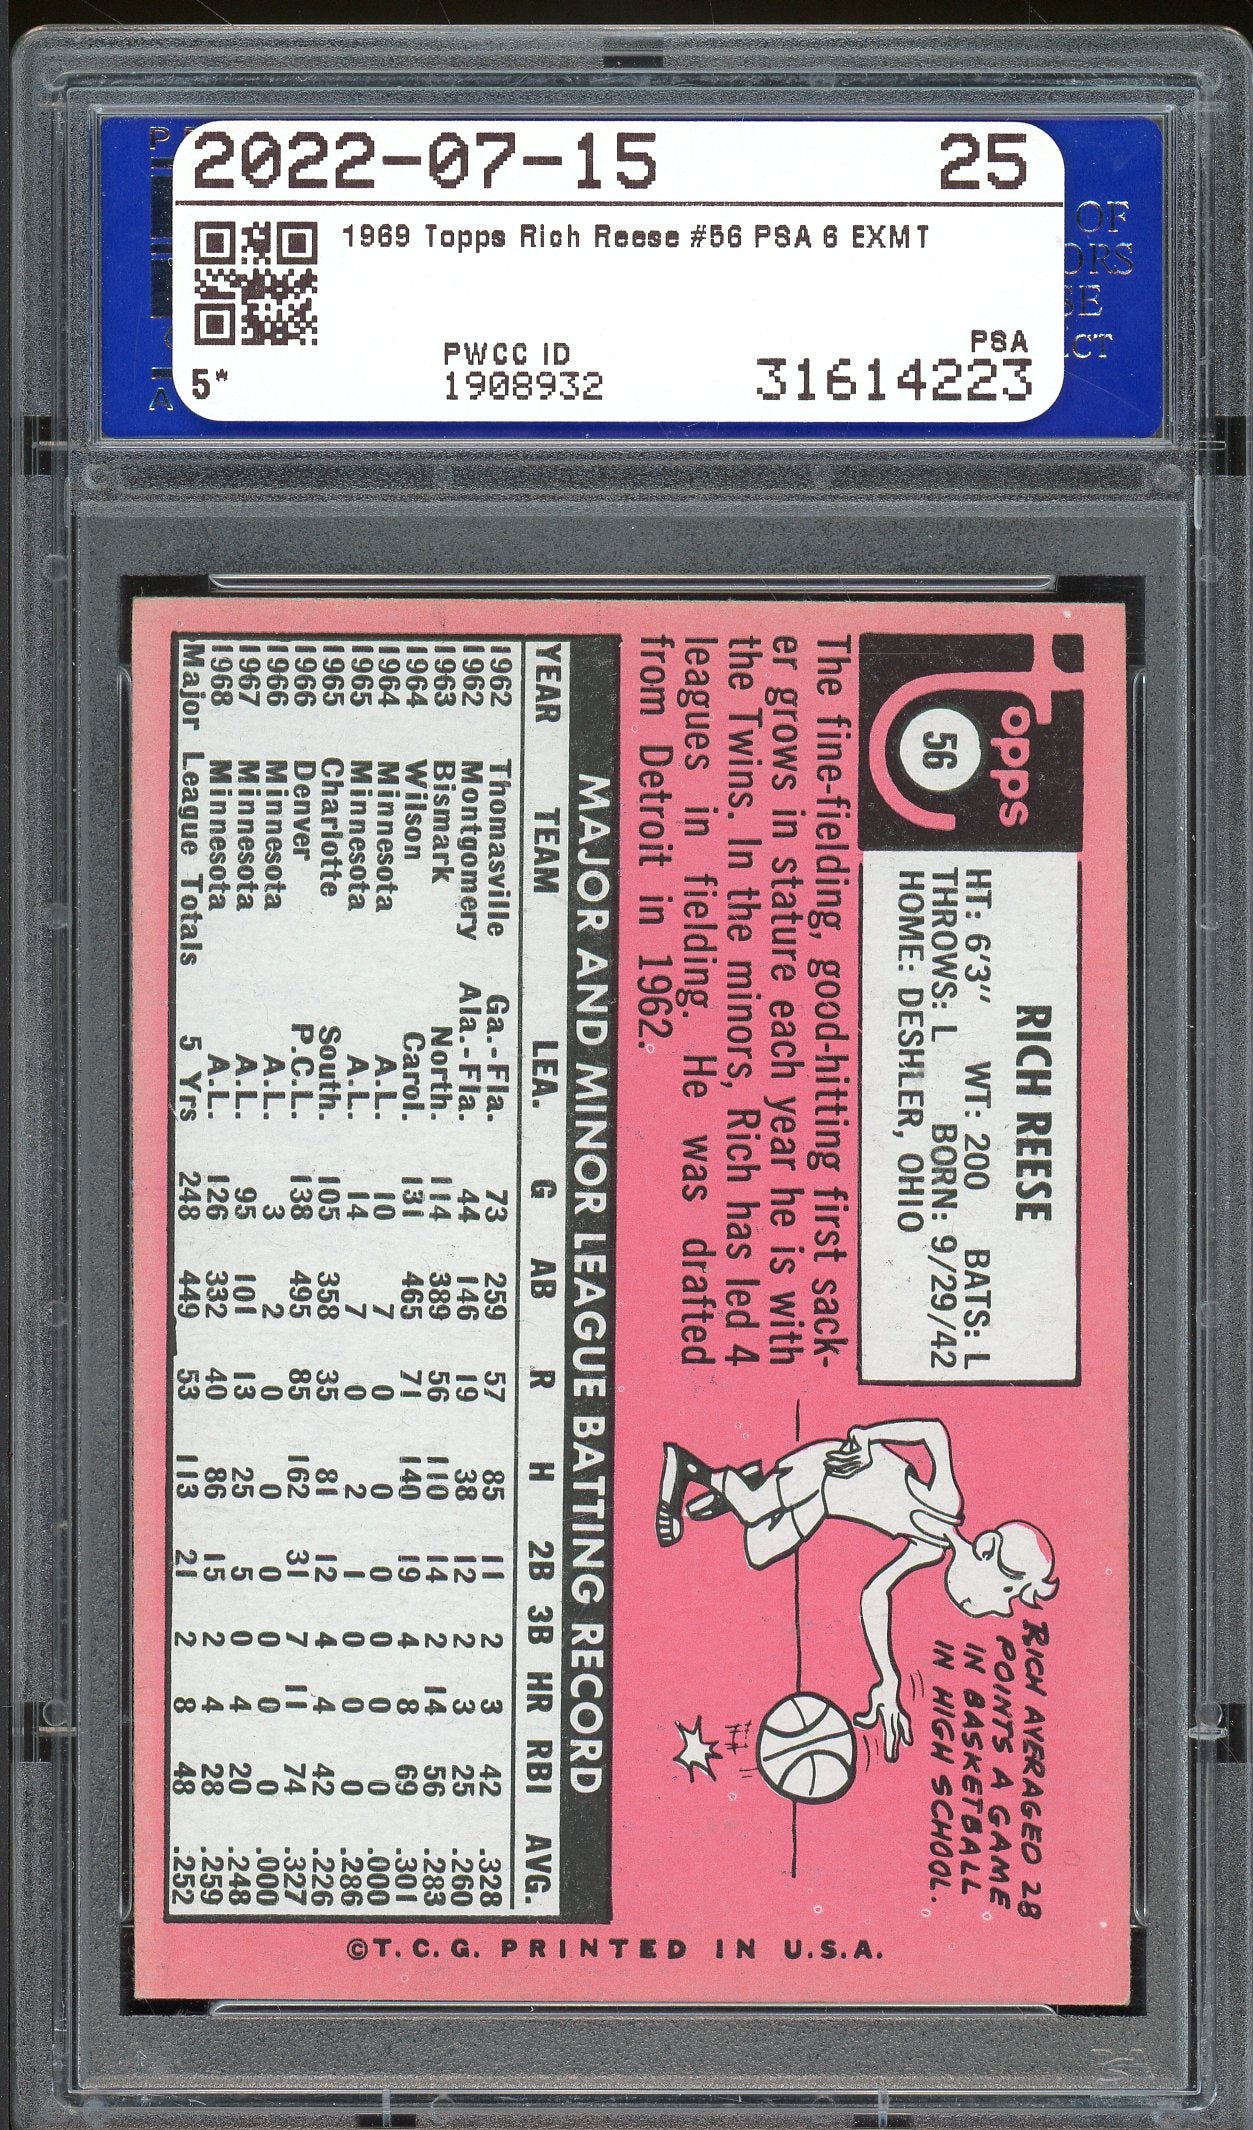 2022-07-15 25
1969 Topps Rich Reese #56 PSA 6 EXMT
PWCC ID
1908932
PSA
31614223
5*
OF
ORS
SE
CT
A
Topps
56
RICH REESE
HT: 6'3" WT: 200 BATS: L
THROWS: L BORN: 9/29/42
HOME: DESHLER, OHIO
The fine-fielding, good-hitting first sack-
er grows in stature each year he is with
the Twins. In the minors, Rich has led 4
leagues in fielding. He was drafted
from Detroit in 1962.
RICH AVERAGED 28
POINTS A GAME
IN BASKETBALL
IN HIGH SCHOOL.
MAJOR AND MINOR LEAGUE BATTING RECORD
YEAR TEAM LEA. G AB R H 2B 3B HR RBI AVG.
1962 Thomasville Ga.-Fla. 73 259 57 85 11 2 3 42 .328
1962 Montgomery Ala.-Fla. 44 146 19 38 12 2 3 25 .260
1963 Bismark North. 114 389 56 110 14 2 14 56 .283
1964 Wilson Carol. 131 465 71 140 19 4 8 69 .301
1964 Minnesota A.L. 10 7 0 0 0 0 0 0 .000
1965 Minnesota A.L. 14 7 0 2 1 0 0 0 .286
1965 Charlotte South. 105 358 35 81 12 4 4 42 .226
1966 Denver P.C.L. 138 495 85 162 31 7 11 74 .327
1966 Minnesota A.L. 3 2 0 0 0 0 0 0 .000
1967 Minnesota A.L. 95 101 13 25 5 0 4 20 .248
1968 Minnesota A.L. 126 332 40 86 15 2 4 28 .259
Major League Totals 5 Yrs 248 449 53 113 21 2 8 48 .252
©T. C. G. PRINTED IN U.S.A.